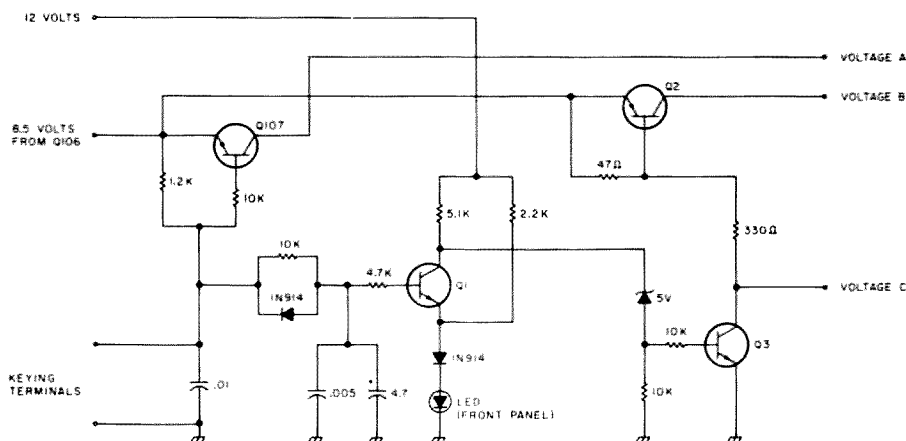 12 VOLTS
VOLTAGE A
Q2
VOLTAGE B
8.5 VOLTS
FROM Q106
Q107
47Ω
1.2K
10K
5.1K
2.2K
330Ω
10K
4.7K
Q1
1N914
5V
VOLTAGE C
10K
Q3
1N914
KEYING
TERMINALS
.01
.005
4.7
LED
(FRONT PANEL)
10K